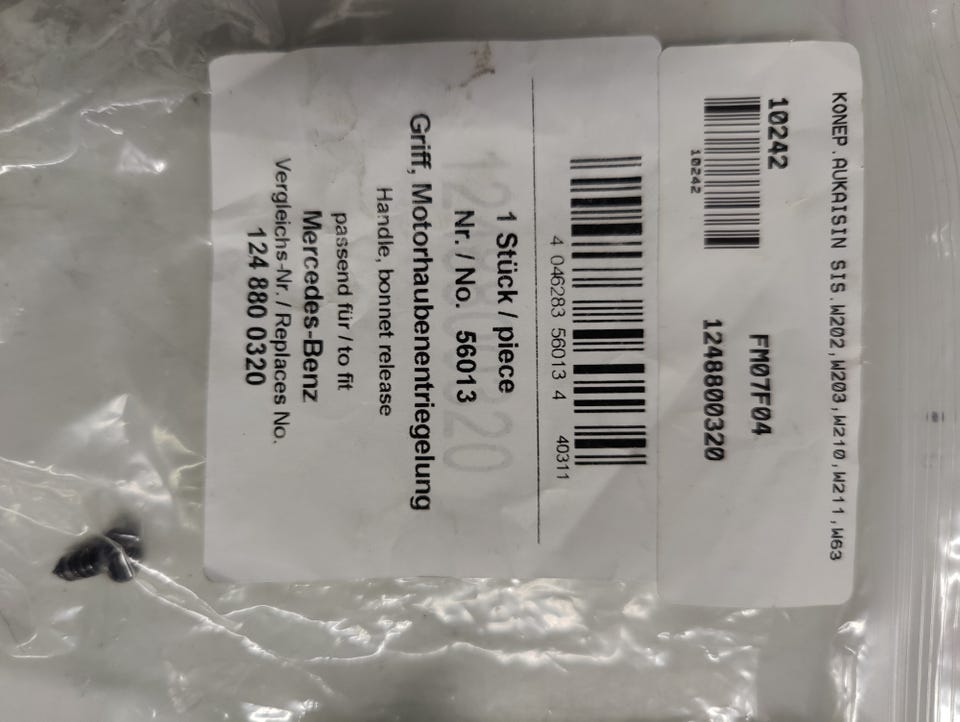 KONEP.AUKAISIN SIS.W202,W203,W210,W211,W63
10242
10242
FM07F04
1248800320
4 046283 56013 4
40311
1 Stück / piece
Nr. / No. 56013
Griff, Motorhaubenentriegelung
Handle, bonnet release
passend für / to fit
Mercedes-Benz
Vergleichs-Nr. / Replaces No.
124 880 0320